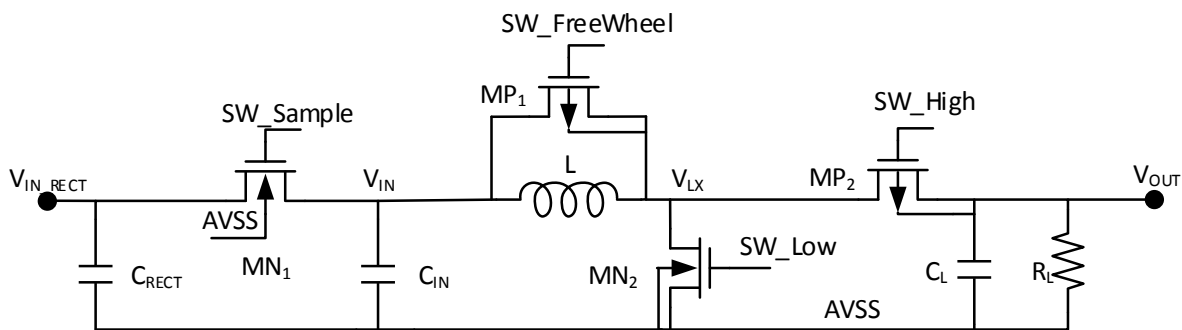 SW_FreeWheel
MP1
SW_Sample
SW_High
VIN_RECT
VIN
L
VLX
MP2
VOUT
AVSS
MN1
SW_Low
CRECT
CIN
MN2
CL
RL
AVSS